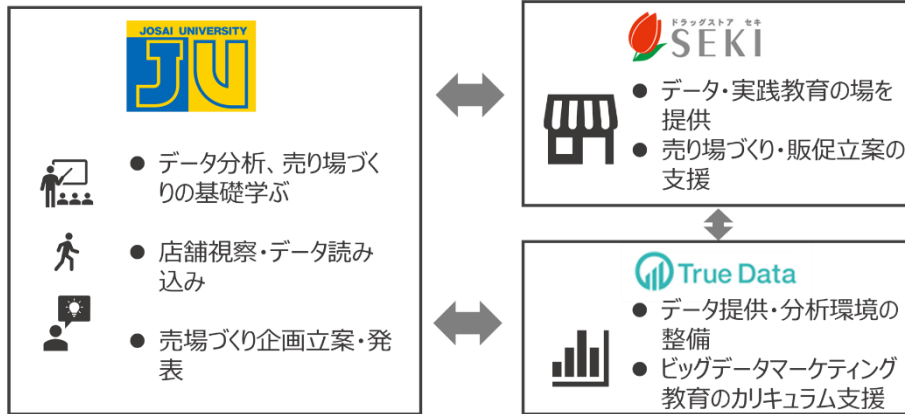 JOSAI UNIVERSITY
JU
● データ分析、売り場づく
りの基礎学ぶ
● 店舗視察・データ読み
込み
● 売場づくり企画立案・発
表
ドラッグストア セキ
SEKI
● データ・実践教育の場を
提供
● 売り場づくり・販促立案の
支援
True Data
● データ提供・分析環境の
整備
● ビッグデータマーケティング
教育のカリキュラム支援